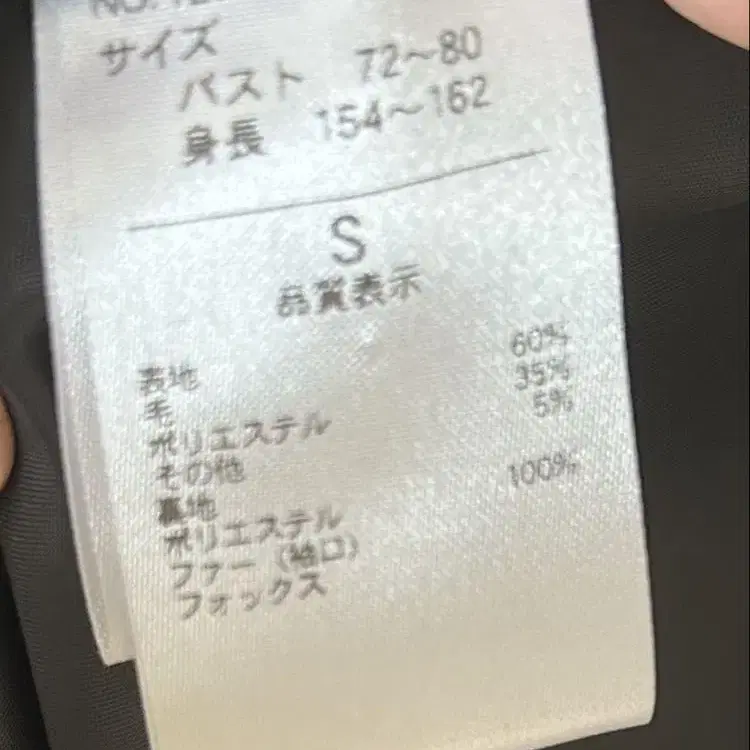 サイズ
バスト 72～80
身長 154～162
S
品質表示
表地
毛 60%
ポリエステル 35%
その他 5%
裏地
ポリエステル 100%
ファー (袖口)
フォックス